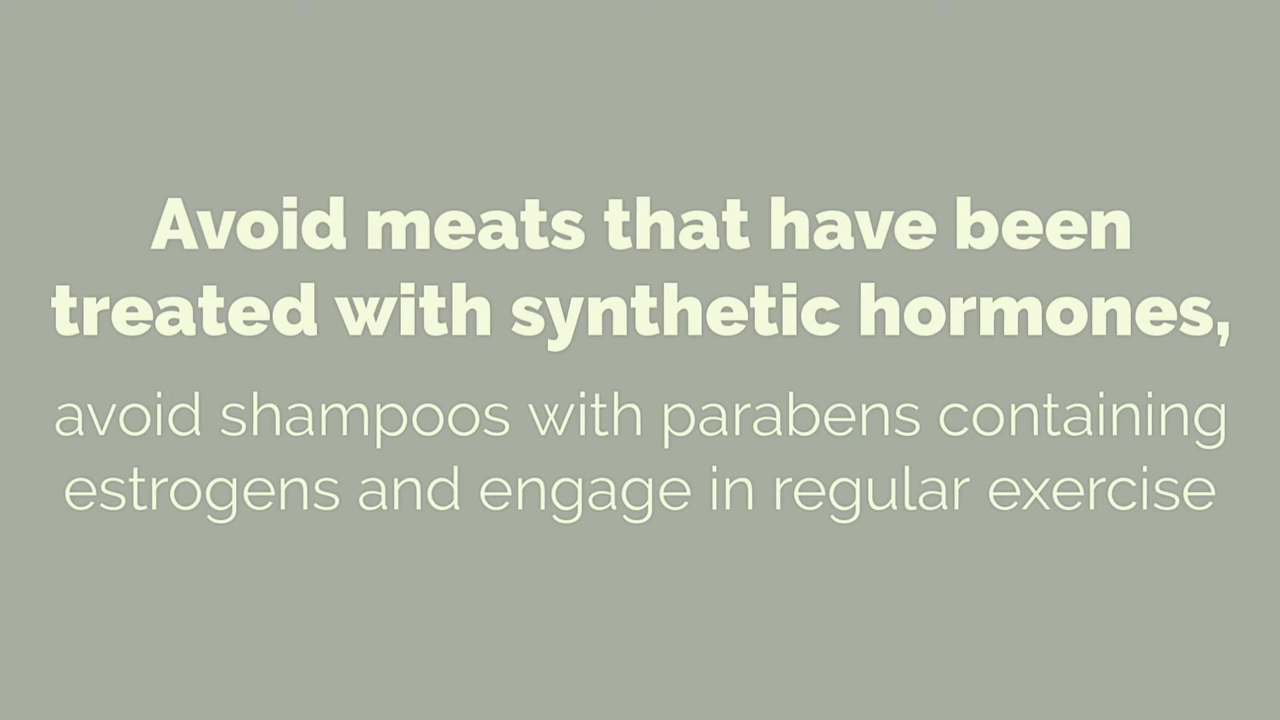 Avoid meats that have been
treated with synthetic hormones,
avoid shampoos with parabens containing
estrogens and engage in regular exercise